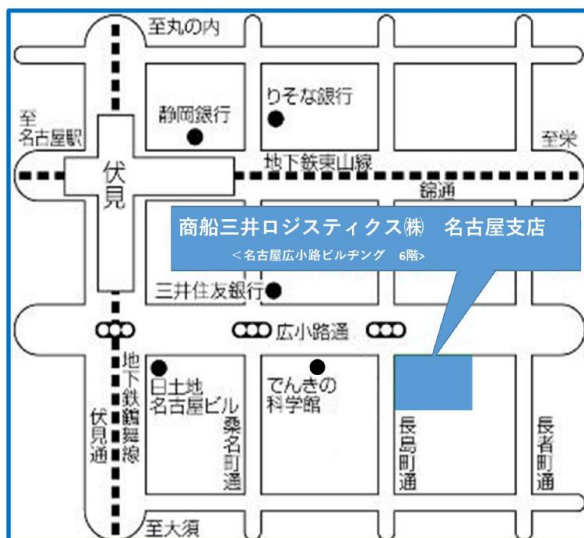 至丸の内
静岡銀行
りそな銀行
至
名古屋駅
至栄
伏見
地下鉄東山線
錦通
商船三井ロジスティクス㈱　名古屋支店
<名古屋広小路ビルヂング　6階>
三井住友銀行
広小路通
地下鉄鶴舞線
伏見通
日土地
名古屋ビル
でんきの
科学館
桑名町通
長島町通
長者町通
至大須